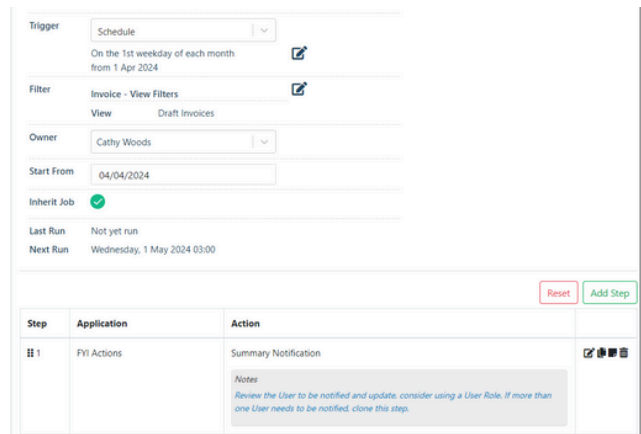 Trigger
Schedule
On the 1st weekday of each month
from 1 Apr 2024
Filter
Invoice - View Filters
View Draft Invoices
Owner
Cathy Woods
Start From
04/04/2024
Inherit Job
Last Run Not yet run
Next Run Wednesday, 1 May 2024 03:00
Reset Add Step
Step Application Action
1 FYI Actions Summary Notification
Notes
Review the User to be notified and update, consider using a User Role. If more
than one User needs to be notified, clone this step.